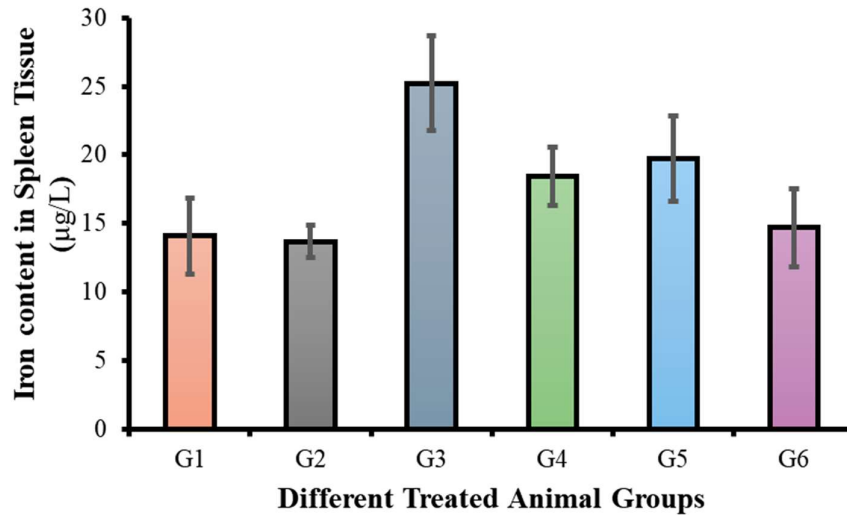 Iron content in Spleen Tissue
(µg/L)
30
25
20
15
10
5
0
G1 G2 G3 G4 G5 G6
Different Treated Animal Groups